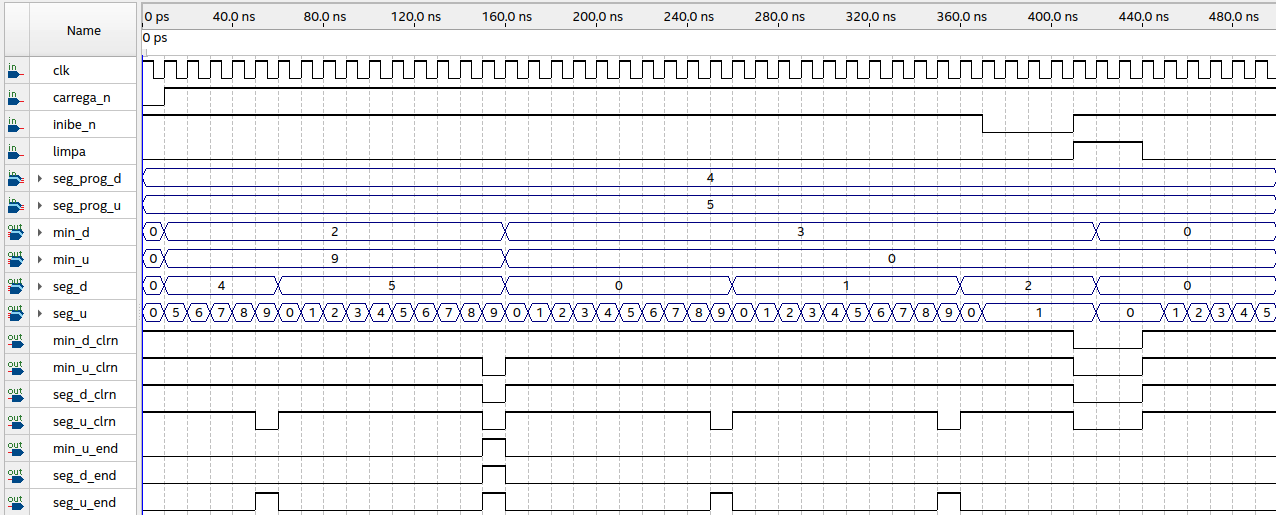 Name
0 ps 40.0 ns 80.0 ns 120.0 ns 160.0 ns 200.0 ns 240.0 ns 280.0 ns 320.0 ns 360.0 ns 400.0 ns 440.0 ns 480.0 ns
0 ps
in clk
in carrega_n
in inibe_n
in limpa
in seg_prog_d 4
in seg_prog_u 5
out min_d 0 2 3 0
out min_u 0 9 0
out seg_d 0 4 5 0 1 2 0
out seg_u 0 5 6 7 8 9 0 1 2 3 4 5 6 7 8 9 0 1 2 3 4 5 6 7 8 9 0 1 2 3 4 5 6 7 8 9 0 1 0 1 2 3 4 5
out min_d_clrn
out min_u_clrn
out seg_d_clrn
out seg_u_clrn
out min_u_end
out seg_d_end
out seg_u_end